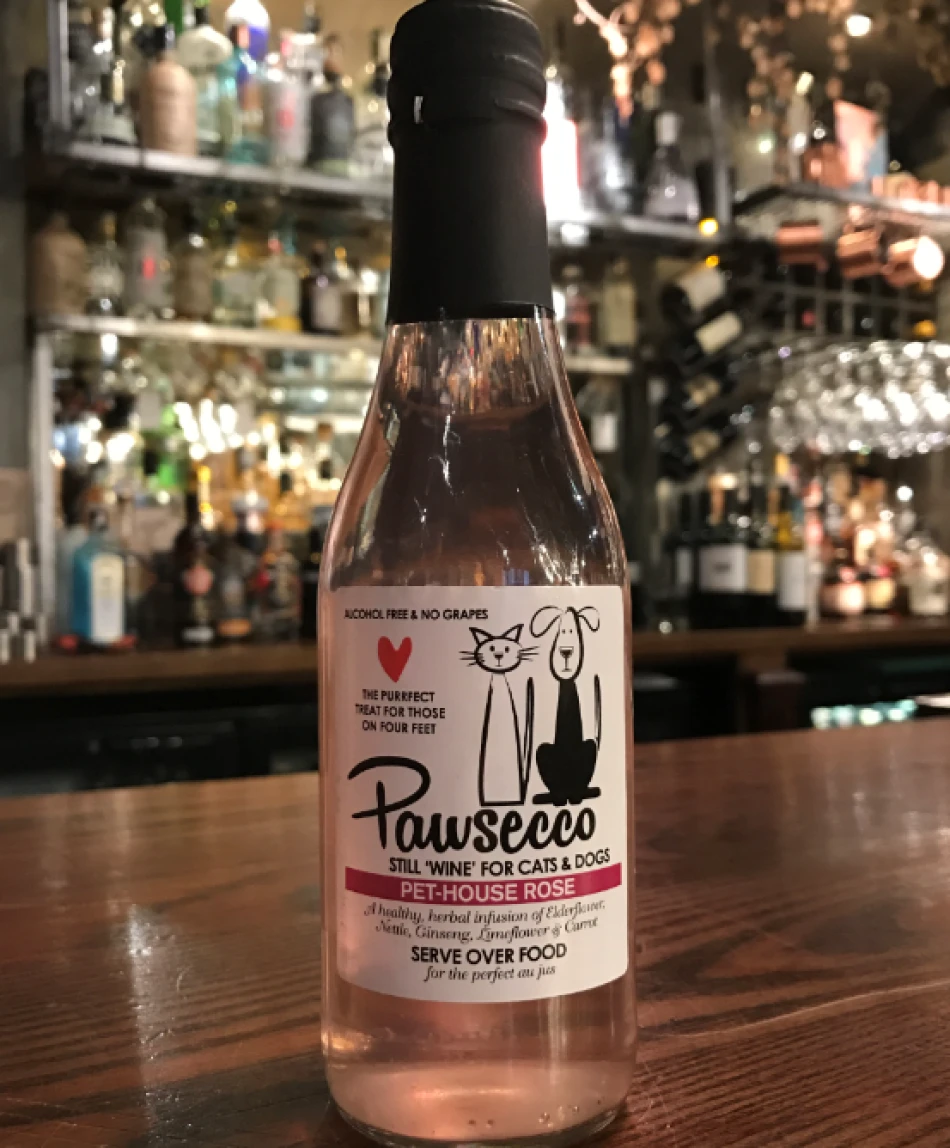 ALCOHOL FREE & NO GRAPES
THE PURRFECT
TREAT FOR THOSE
ON FOUR FEET
Pawsecco
STILL 'WINE' FOR CATS & DOGS
PET-HOUSE ROSE
A healthy, herbal infusion of Elderflower,
Nettle, Ginseng, Limeflower & Carrot
SERVE OVER FOOD
for the perfect au jus